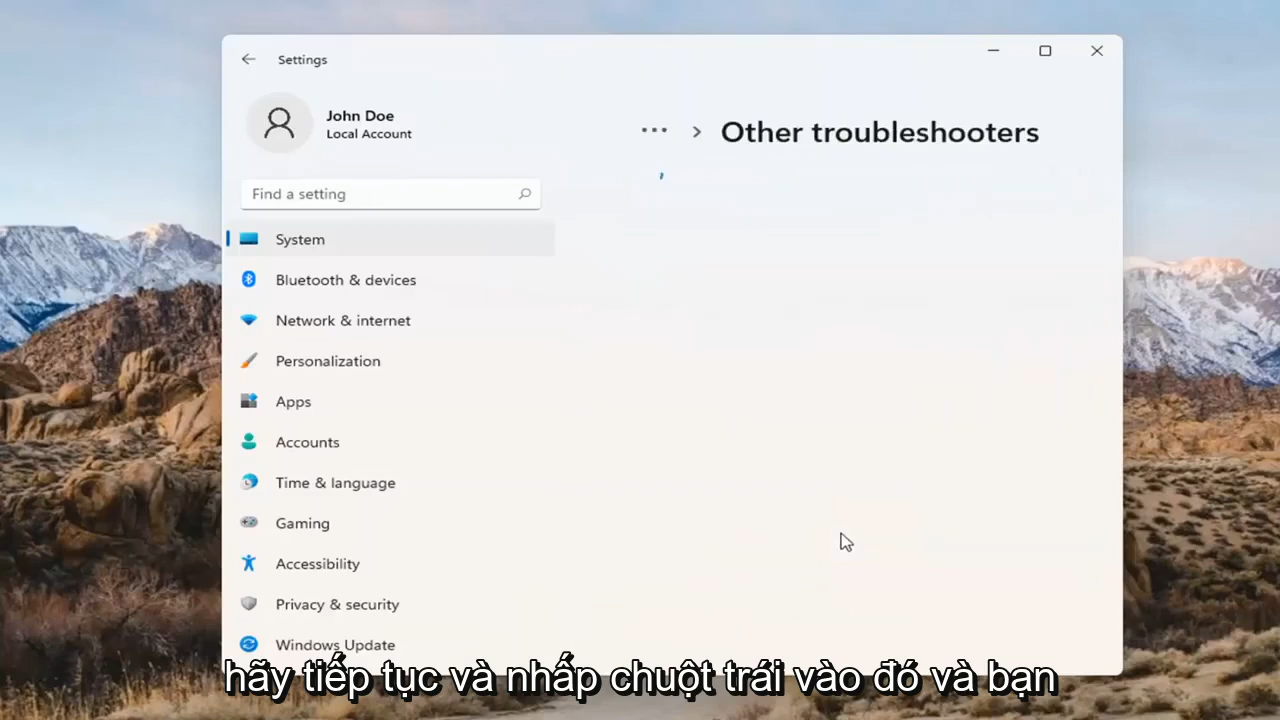 Settings
John Doe
Local Account
Find a setting
System
Bluetooth & devices
Network & internet
Personalization
Apps
Accounts
Time & language
Gaming
Accessibility
Privacy & security
Windows Update
... > Other troubleshooters
hãy tiếp tục và nhấp chuột trái vào đó và bạn